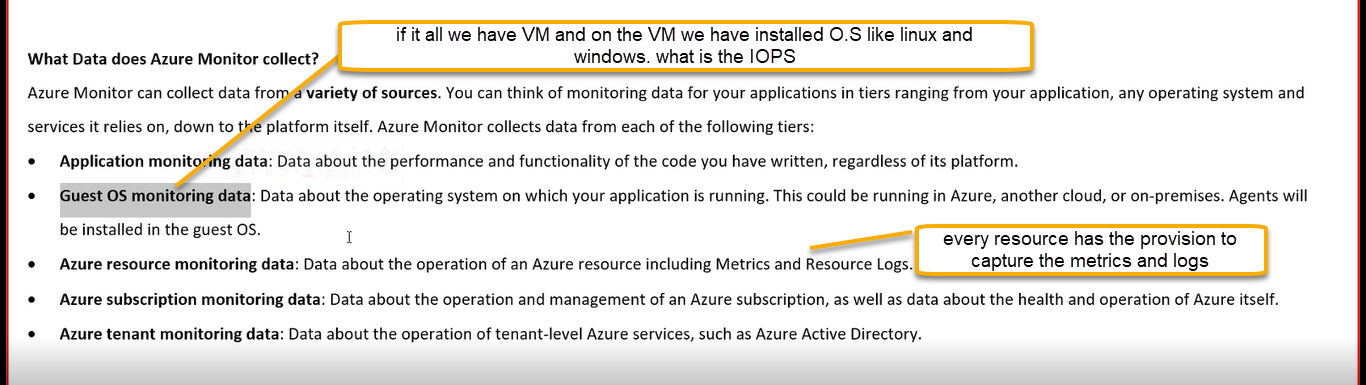 if it all we have VM and on the VM we have installed O.S like linux and
windows. what is the IOPS
What Data does Azure Monitor collect?
Azure Monitor can collect data from a variety of sources. You can think of monitoring data for your applications in tiers ranging from your application, any operating system and
services it relies on, down to the platform itself. Azure Monitor collects data from each of the following tiers:
• Application monitoring data: Data about the performance and functionality of the code you have written, regardless of its platform.
• Guest OS monitoring data: Data about the operating system on which your application is running. This could be running in Azure, another cloud, or on-premises. Agents will
be installed in the guest OS.
every resource has the provision to
capture the metrics and logs
• Azure resource monitoring data: Data about the operation of an Azure resource including Metrics and Resource Logs.
• Azure subscription monitoring data: Data about the operation and management of an Azure subscription, as well as data about the health and operation of Azure itself.
• Azure tenant monitoring data: Data about the operation of tenant-level Azure services, such as Azure Active Directory.